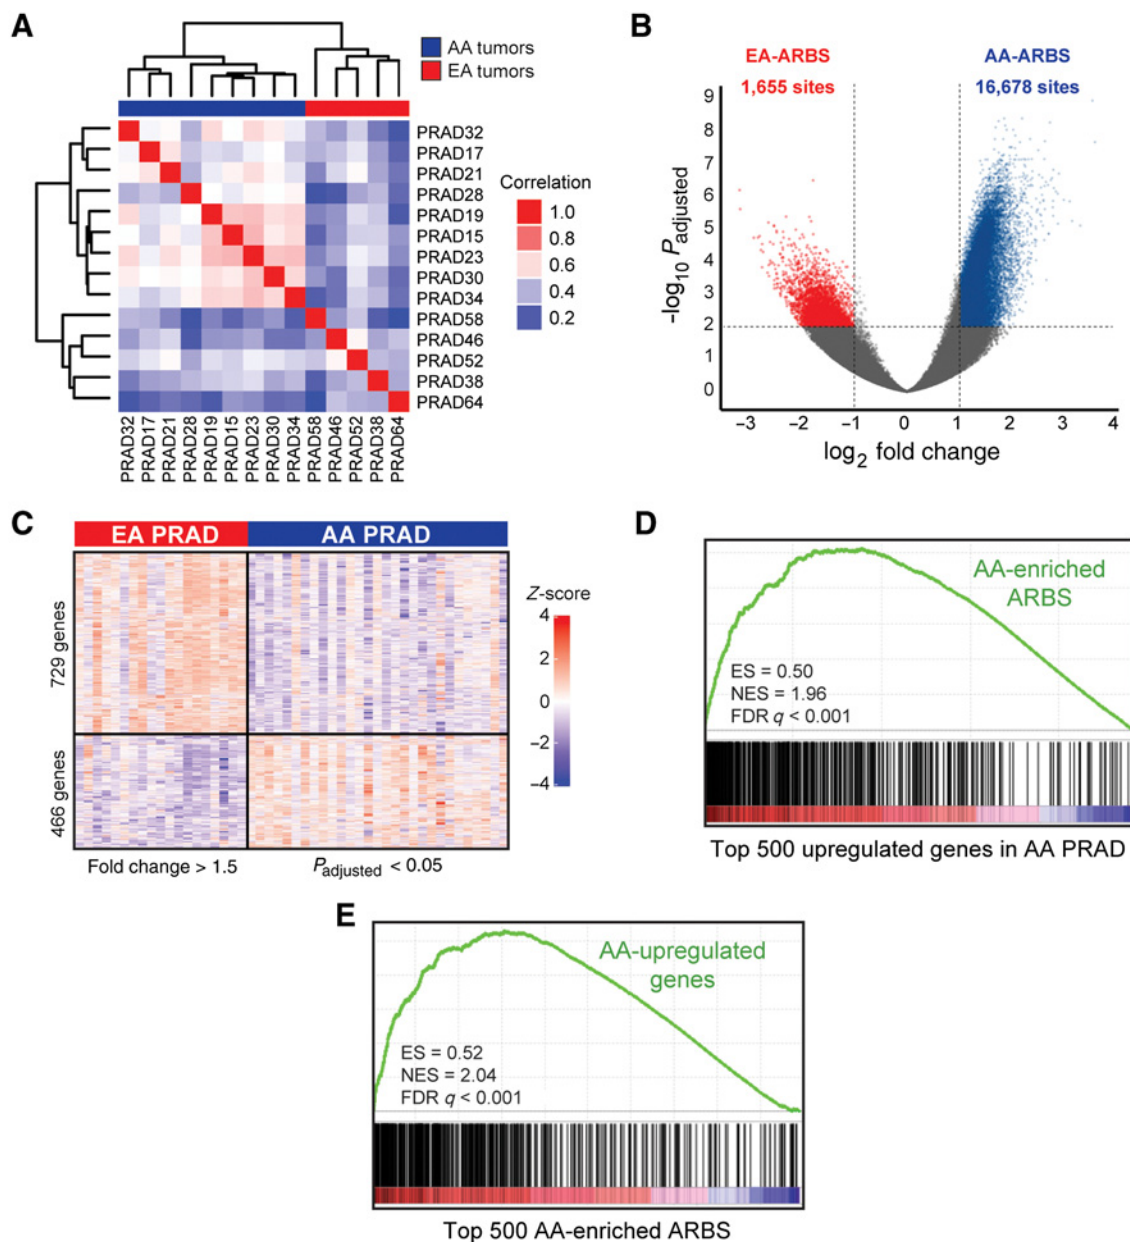 A
AA tumors
EA tumors
PRAD32
PRAD17
PRAD21
PRAD28
PRAD19
PRAD15
PRAD23
PRAD30
PRAD34
PRAD58
PRAD46
PRAD52
PRAD38
PRAD64
Correlation
1.0
0.8
0.6
0.4
0.2
PRAD32
PRAD17
PRAD21
PRAD28
PRAD19
PRAD15
PRAD23
PRAD30
PRAD34
PRAD58
PRAD46
PRAD52
PRAD38
PRAD64
B
EA-ARBS
1,655 sites
AA-ARBS
16,678 sites
-log10 Padjusted
9
8
7
6
5
4
3
2
1
0
−3 −2 −1 0 1 2 3 4
log2 fold change
C
EA PRAD AA PRAD
729 genes
466 genes
Z-score
4
2
0
−2
−4
Fold change > 1.5 Padjusted < 0.05
D
AA-enriched
ARBS
ES = 0.50
NES = 1.96
FDR q < 0.001
Top 500 upregulated genes in AA PRAD
E
AA-upregulated
genes
ES = 0.52
NES = 2.04
FDR q < 0.001
Top 500 AA-enriched ARBS